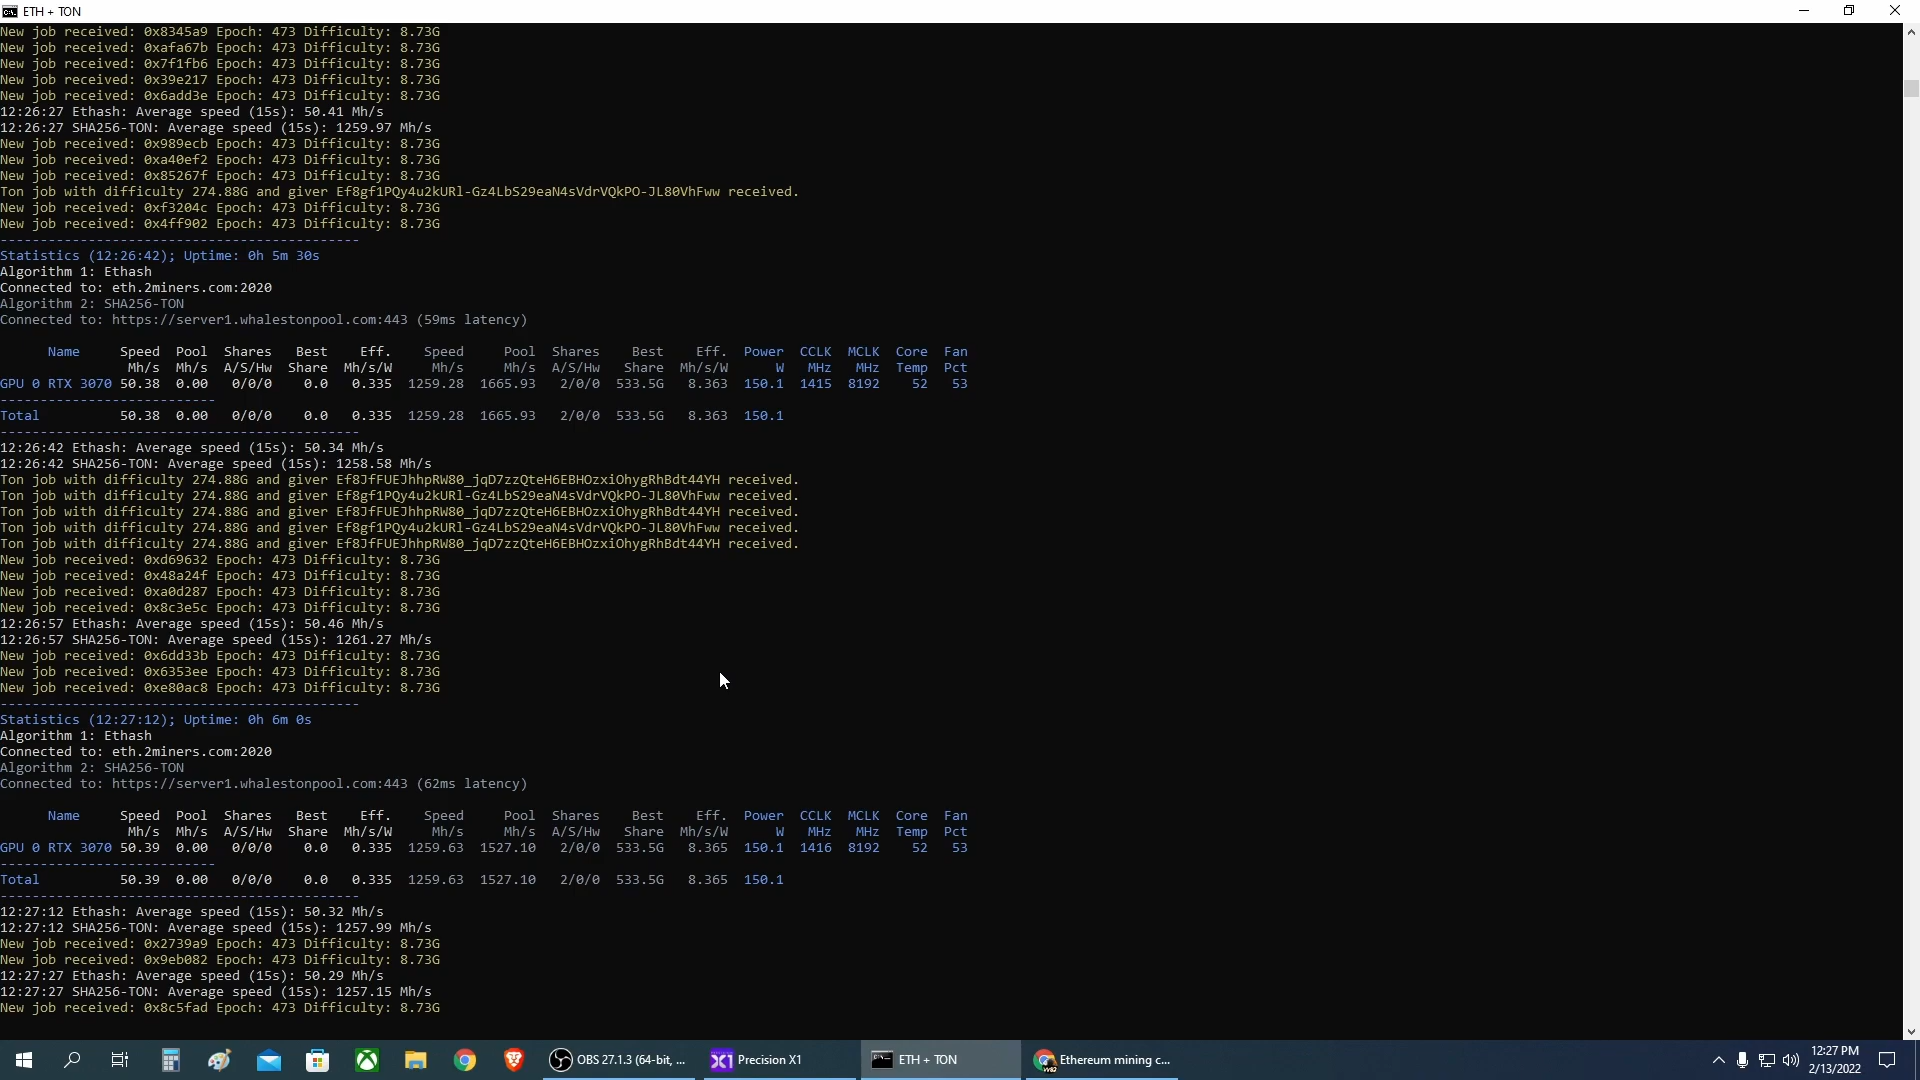 ETH + TON
New job received: 0x8345a9 Epoch: 473 Difficulty: 8.73G
New job received: 0xafa67b Epoch: 473 Difficulty: 8.73G
New job received: 0x7f1fb6 Epoch: 473 Difficulty: 8.73G
New job received: 0x39e217 Epoch: 473 Difficulty: 8.73G
New job received: 0x6add3e Epoch: 473 Difficulty: 8.73G
12:26:27 Ethash: Average speed (15s): 50.41 Mh/s
12:26:27 SHA256-TON: Average speed (15s): 1259.97 Mh/s
New job received: 0x989ecb Epoch: 473 Difficulty: 8.73G
New job received: 0xa40ef2 Epoch: 473 Difficulty: 8.73G
New job received: 0x85267f Epoch: 473 Difficulty: 8.73G
Ton job with difficulty 274.88G and giver Ef8gf1PQy4u2kURl-Gz4LbS29eaN4sVdrVQkPO-JL80VhFww received.
New job received: 0xf3204c Epoch: 473 Difficulty: 8.73G
New job received: 0x4ff902 Epoch: 473 Difficulty: 8.73G
---------------------------------------------
Statistics (12:26:42); Uptime: 0h 5m 30s
Algorithm 1: Ethash
Connected to: eth.2miners.com:2020
Algorithm 2: SHA256-TON
Connected to: https://server1.whalestonpool.com:443 (59ms latency)
Name Speed Pool Shares Best Eff. Speed Pool Shares Best Eff. Power CCLK MCLK Core Fan
Mh/s Mh/s A/S/Hw Share Mh/s/W Mh/s Mh/s A/S/Hw Share Mh/s/W W MHz MHz Temp Pct
GPU 0 RTX 3070 50.38 0.00 0/0/0 0.0 0.335 1259.28 1665.93 2/0/0 533.5G 8.363 150.1 1415 8192 52 53
---------------------------
Total 50.38 0.00 0/0/0 0.0 0.335 1259.28 1665.93 2/0/0 533.5G 8.363 150.1
---------------------------------------------
12:26:42 Ethash: Average speed (15s): 50.34 Mh/s
12:26:42 SHA256-TON: Average speed (15s): 1258.58 Mh/s
Ton job with difficulty 274.88G and giver Ef8JfFUEJhhpRW80_jqD7zzQteH6EBHOzxiOhygRhBdt44YH received.
Ton job with difficulty 274.88G and giver Ef8gf1PQy4u2kURl-Gz4LbS29eaN4sVdrVQkPO-JL80VhFww received.
Ton job with difficulty 274.88G and giver Ef8JfFUEJhhpRW80_jqD7zzQteH6EBHOzxiOhygRhBdt44YH received.
Ton job with difficulty 274.88G and giver Ef8gf1PQy4u2kURl-Gz4LbS29eaN4sVdrVQkPO-JL80VhFww received.
Ton job with difficulty 274.88G and giver Ef8JfFUEJhhpRW80_jqD7zzQteH6EBHOzxiOhygRhBdt44YH received.
New job received: 0xd69632 Epoch: 473 Difficulty: 8.73G
New job received: 0x48a24f Epoch: 473 Difficulty: 8.73G
New job received: 0xa0d287 Epoch: 473 Difficulty: 8.73G
New job received: 0x8c3e5c Epoch: 473 Difficulty: 8.73G
12:26:57 Ethash: Average speed (15s): 50.46 Mh/s
12:26:57 SHA256-TON: Average speed (15s): 1261.27 Mh/s
New job received: 0x6dd33b Epoch: 473 Difficulty: 8.73G
New job received: 0x6353ee Epoch: 473 Difficulty: 8.73G
New job received: 0xe80ac8 Epoch: 473 Difficulty: 8.73G
---------------------------------------------
Statistics (12:27:12); Uptime: 0h 6m 0s
Algorithm 1: Ethash
Connected to: eth.2miners.com:2020
Algorithm 2: SHA256-TON
Connected to: https://server1.whalestonpool.com:443 (62ms latency)
Name Speed Pool Shares Best Eff. Speed Pool Shares Best Eff. Power CCLK MCLK Core Fan
Mh/s Mh/s A/S/Hw Share Mh/s/W Mh/s Mh/s A/S/Hw Share Mh/s/W W MHz MHz Temp Pct
GPU 0 RTX 3070 50.39 0.00 0/0/0 0.0 0.335 1259.63 1527.10 2/0/0 533.5G 8.365 150.1 1416 8192 52 53
---------------------------
Total 50.39 0.00 0/0/0 0.0 0.335 1259.63 1527.10 2/0/0 533.5G 8.365 150.1
---------------------------------------------
12:27:12 Ethash: Average speed (15s): 50.32 Mh/s
12:27:12 SHA256-TON: Average speed (15s): 1257.99 Mh/s
New job received: 0x2739a9 Epoch: 473 Difficulty: 8.73G
New job received: 0x9eb082 Epoch: 473 Difficulty: 8.73G
12:27:27 Ethash: Average speed (15s): 50.29 Mh/s
12:27:27 SHA256-TON: Average speed (15s): 1257.15 Mh/s
New job received: 0x8c5fad Epoch: 473 Difficulty: 8.73G
OBS 27.1.3 (64-bit, ...
X1 Precision X1
ETH + TON
Ethereum mining c...
12:27 PM
2/13/2022